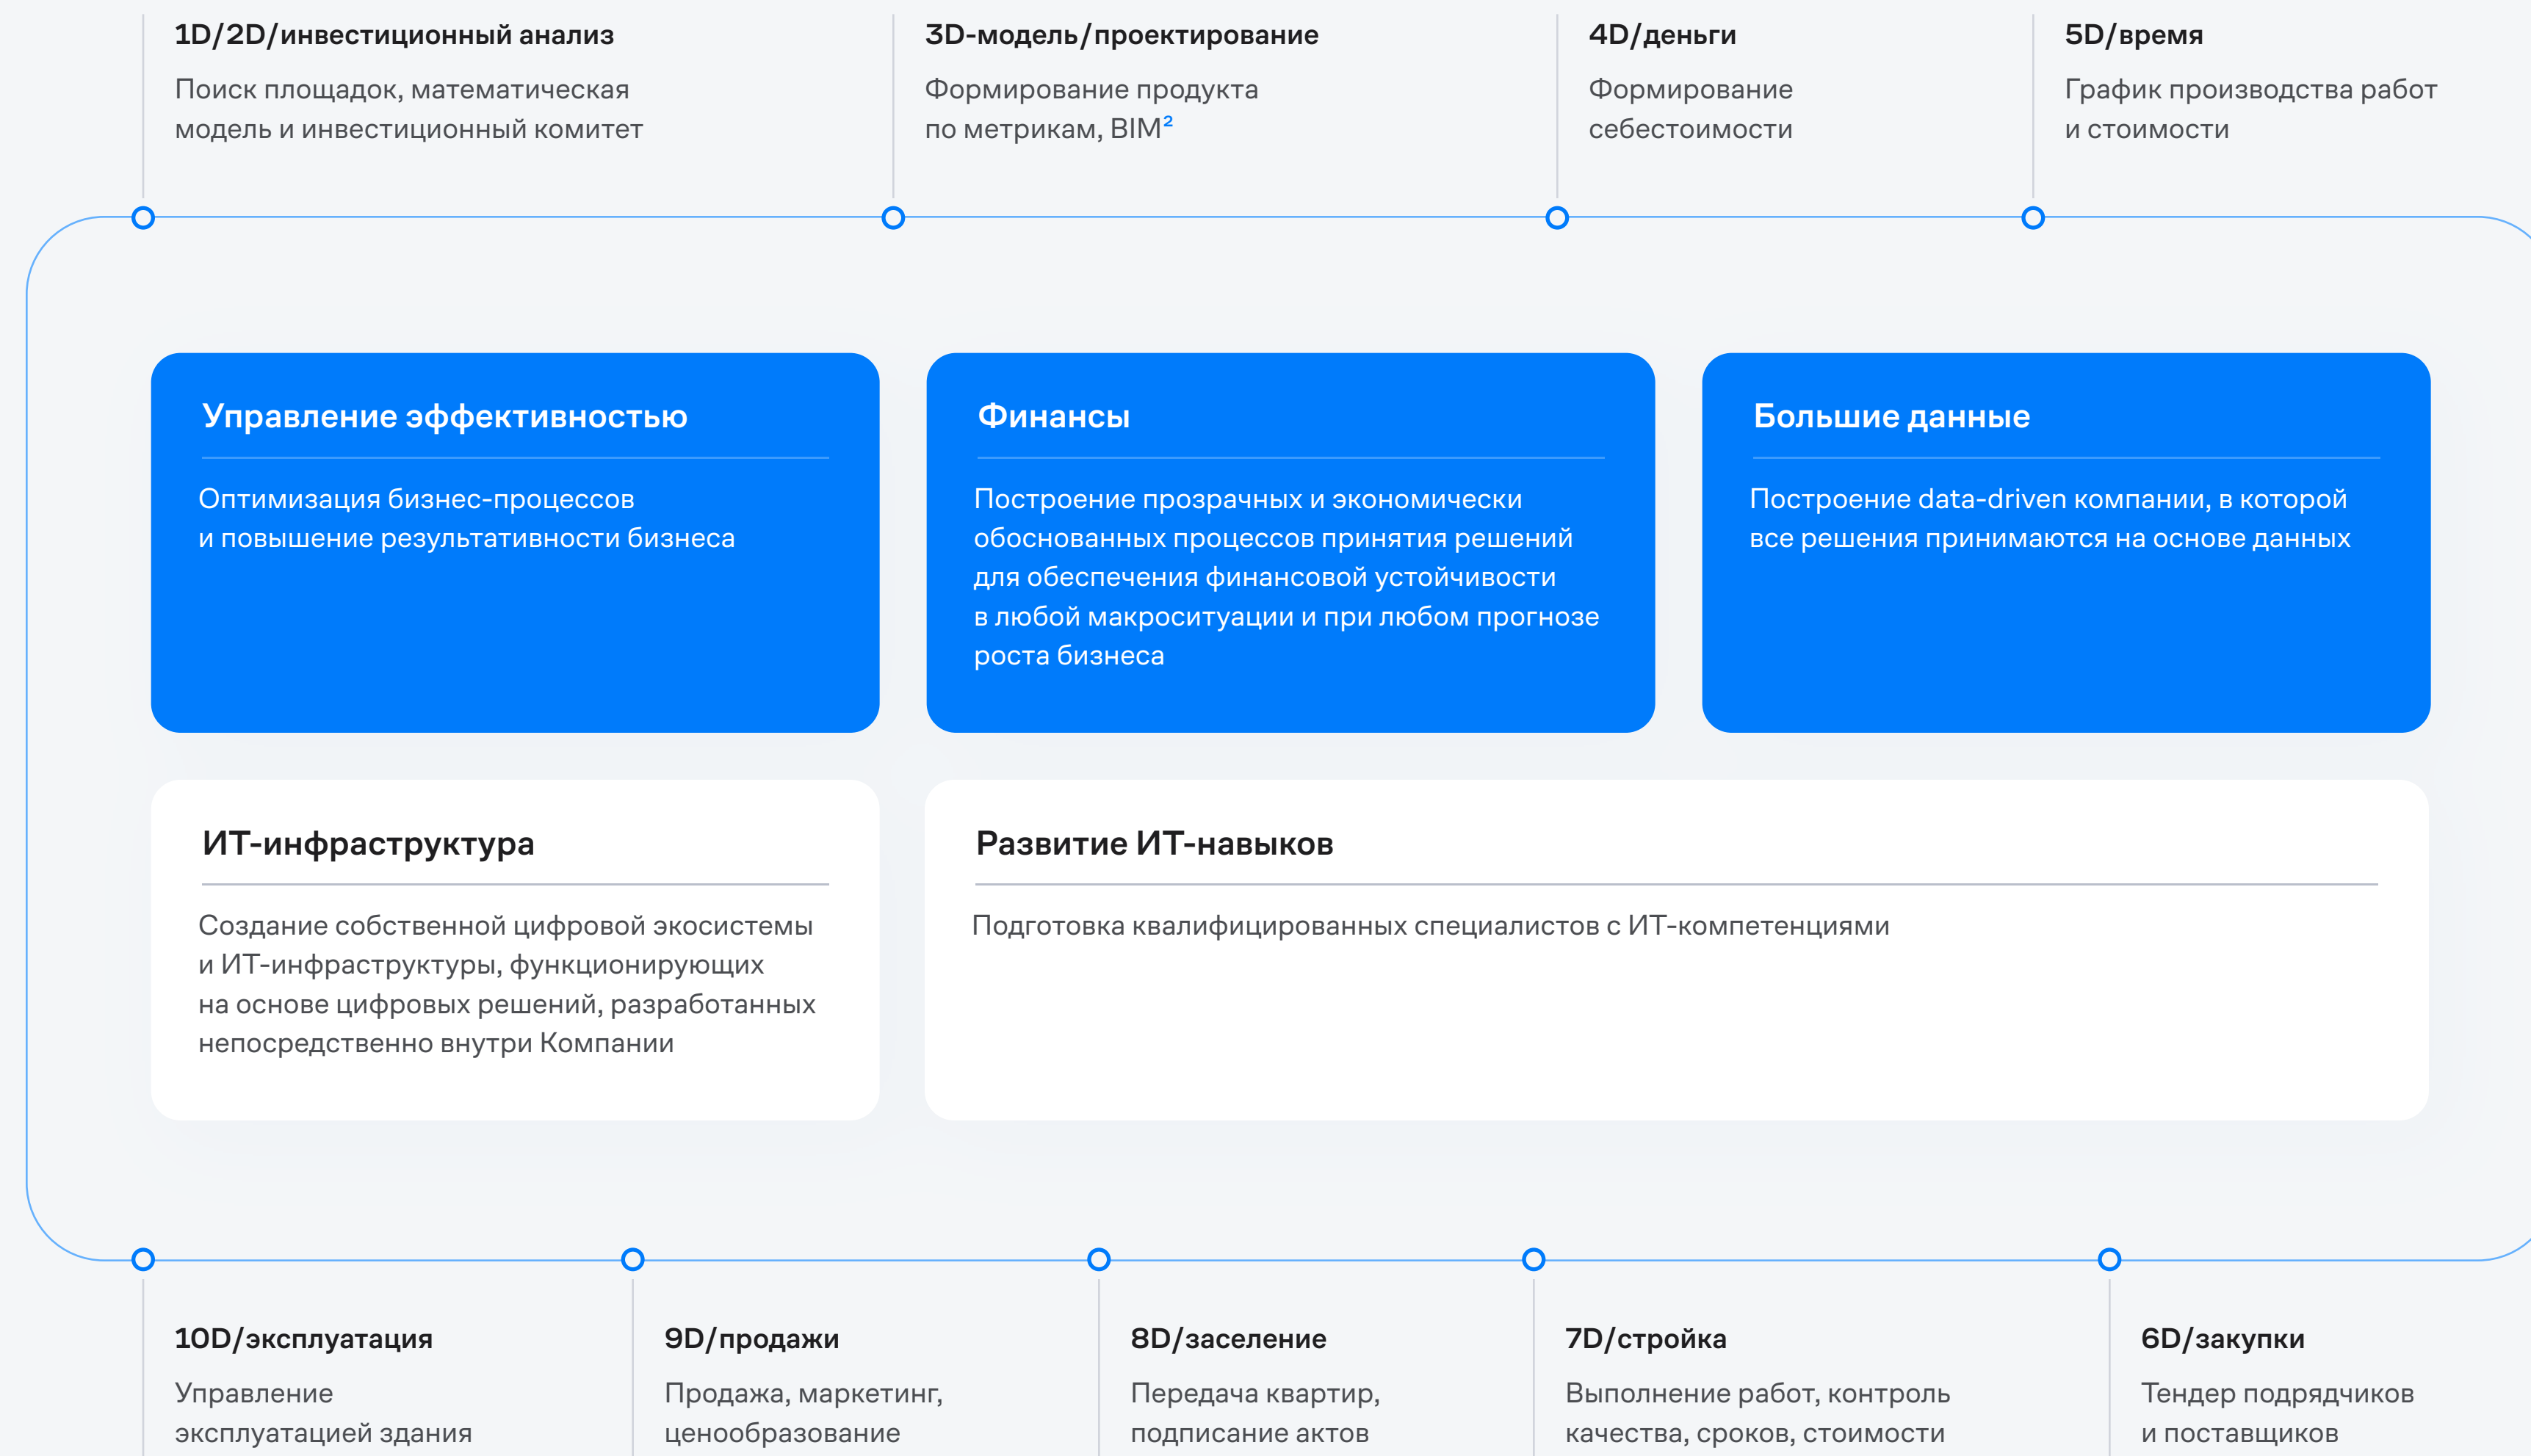 1D/2D/инвестиционный анализ
Поиск площадок, математическая
модель и инвестиционный комитет
3D-модель/проектирование
Формирование продукта
по метрикам, BIM²
4D/деньги
Формирование
себестоимости
5D/время
График производства работ
и стоимости
Управление эффективностью
Оптимизация бизнес-процессов
и повышение результативности бизнеса
Финансы
Построение прозрачных и экономически
обоснованных процессов принятия решений
для обеспечения финансовой устойчивости
в любой макроситуации и при любом прогнозе
роста бизнеса
Большие данные
Построение data-driven компании, в которой
все решения принимаются на основе данных
ИТ-инфраструктура
Создание собственной цифровой экосистемы
и ИТ-инфраструктуры, функционирующих
на основе цифровых решений, разработанных
непосредственно внутри Компании
Развитие ИТ-навыков
Подготовка квалифицированных специалистов с ИТ-компетенциями
10D/эксплуатация
Управление
эксплуатацией здания
9D/продажи
Продажа, маркетинг,
ценообразование
8D/заселение
Передача квартир,
подписание актов
7D/стройка
Выполнение работ, контроль
качества, сроков, стоимости
6D/закупки
Тендер подрядчиков
и поставщиков